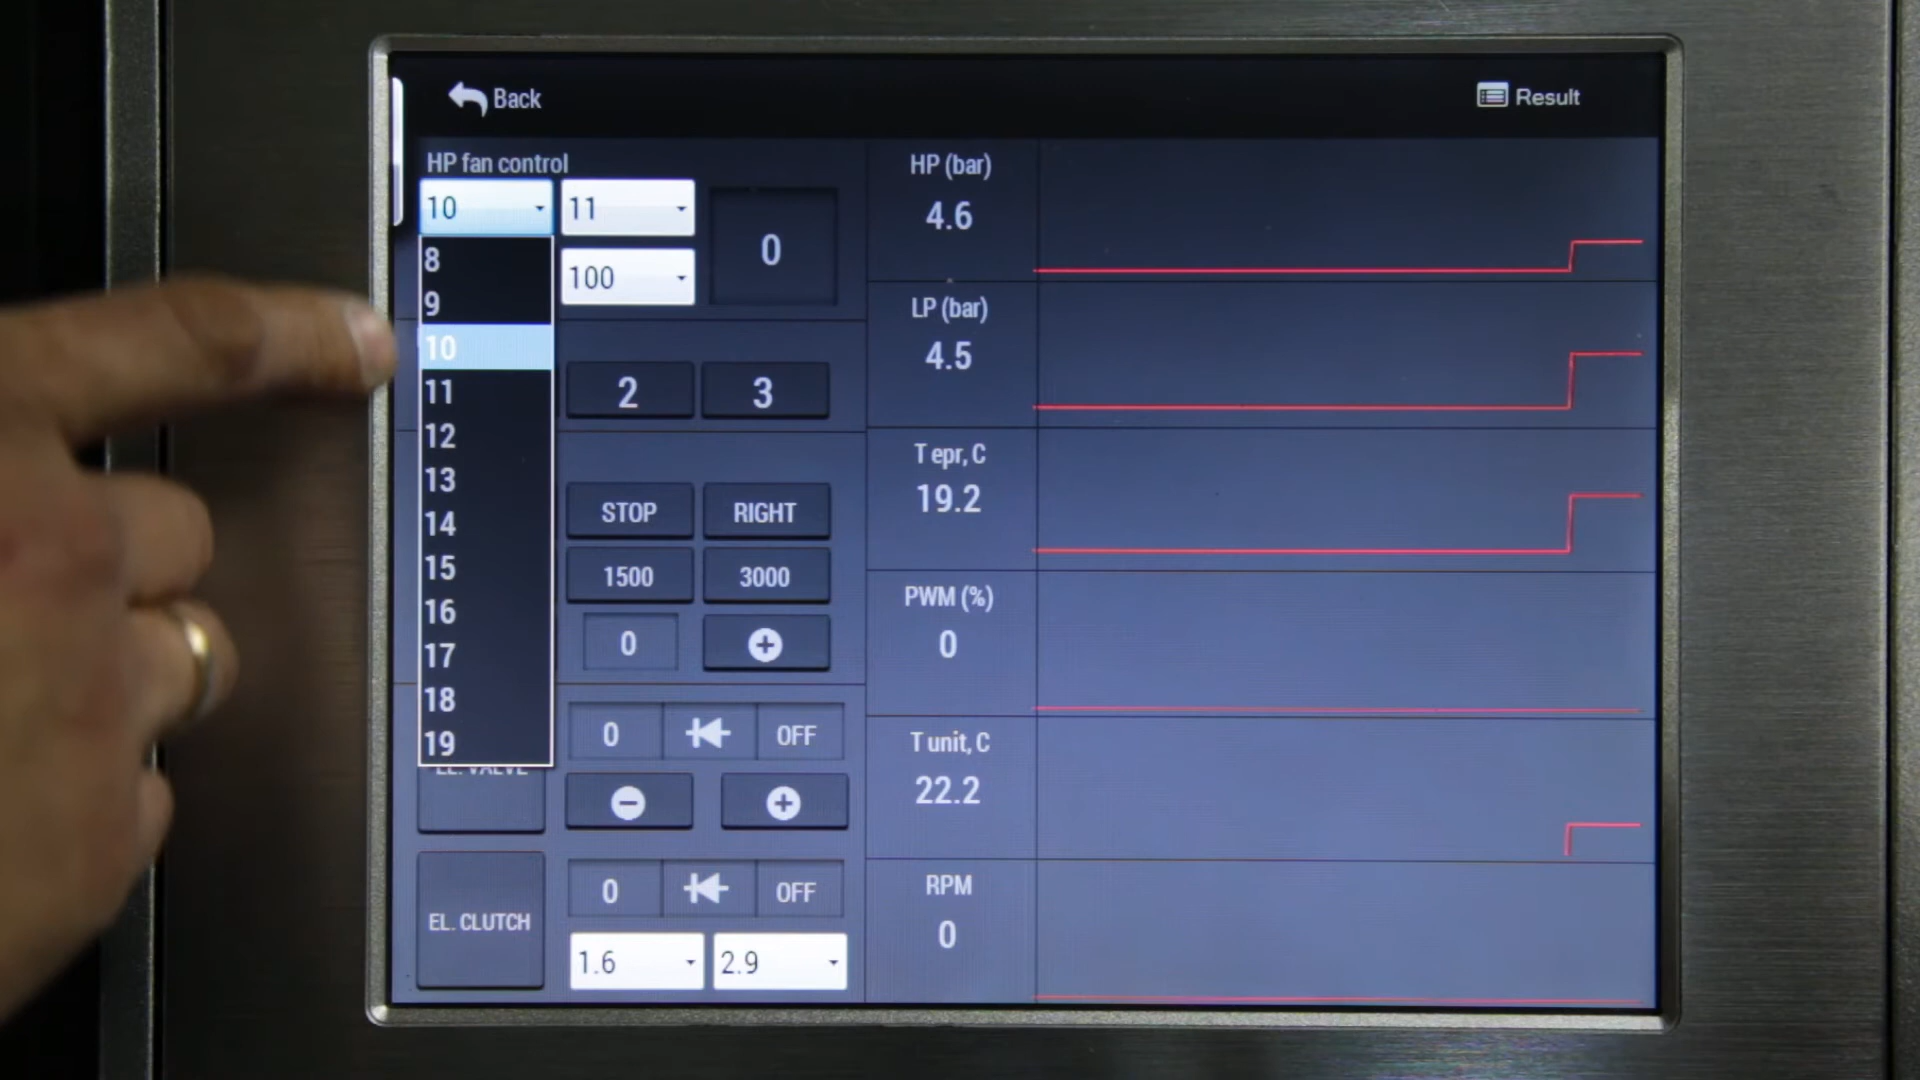 Back
Result
HP fan control
10
11
100
0
8
9
10
11
12
13
14
15
16
17
18
19
2
3
STOP
RIGHT
1500
3000
0
0
OFF
EL. VALVE
EL. CLUTCH
0
OFF
1.6
2.9
HP (bar)
4.6
LP (bar)
4.5
T epr, C
19.2
PWM (%)
0
T unit, C
22.2
RPM
0